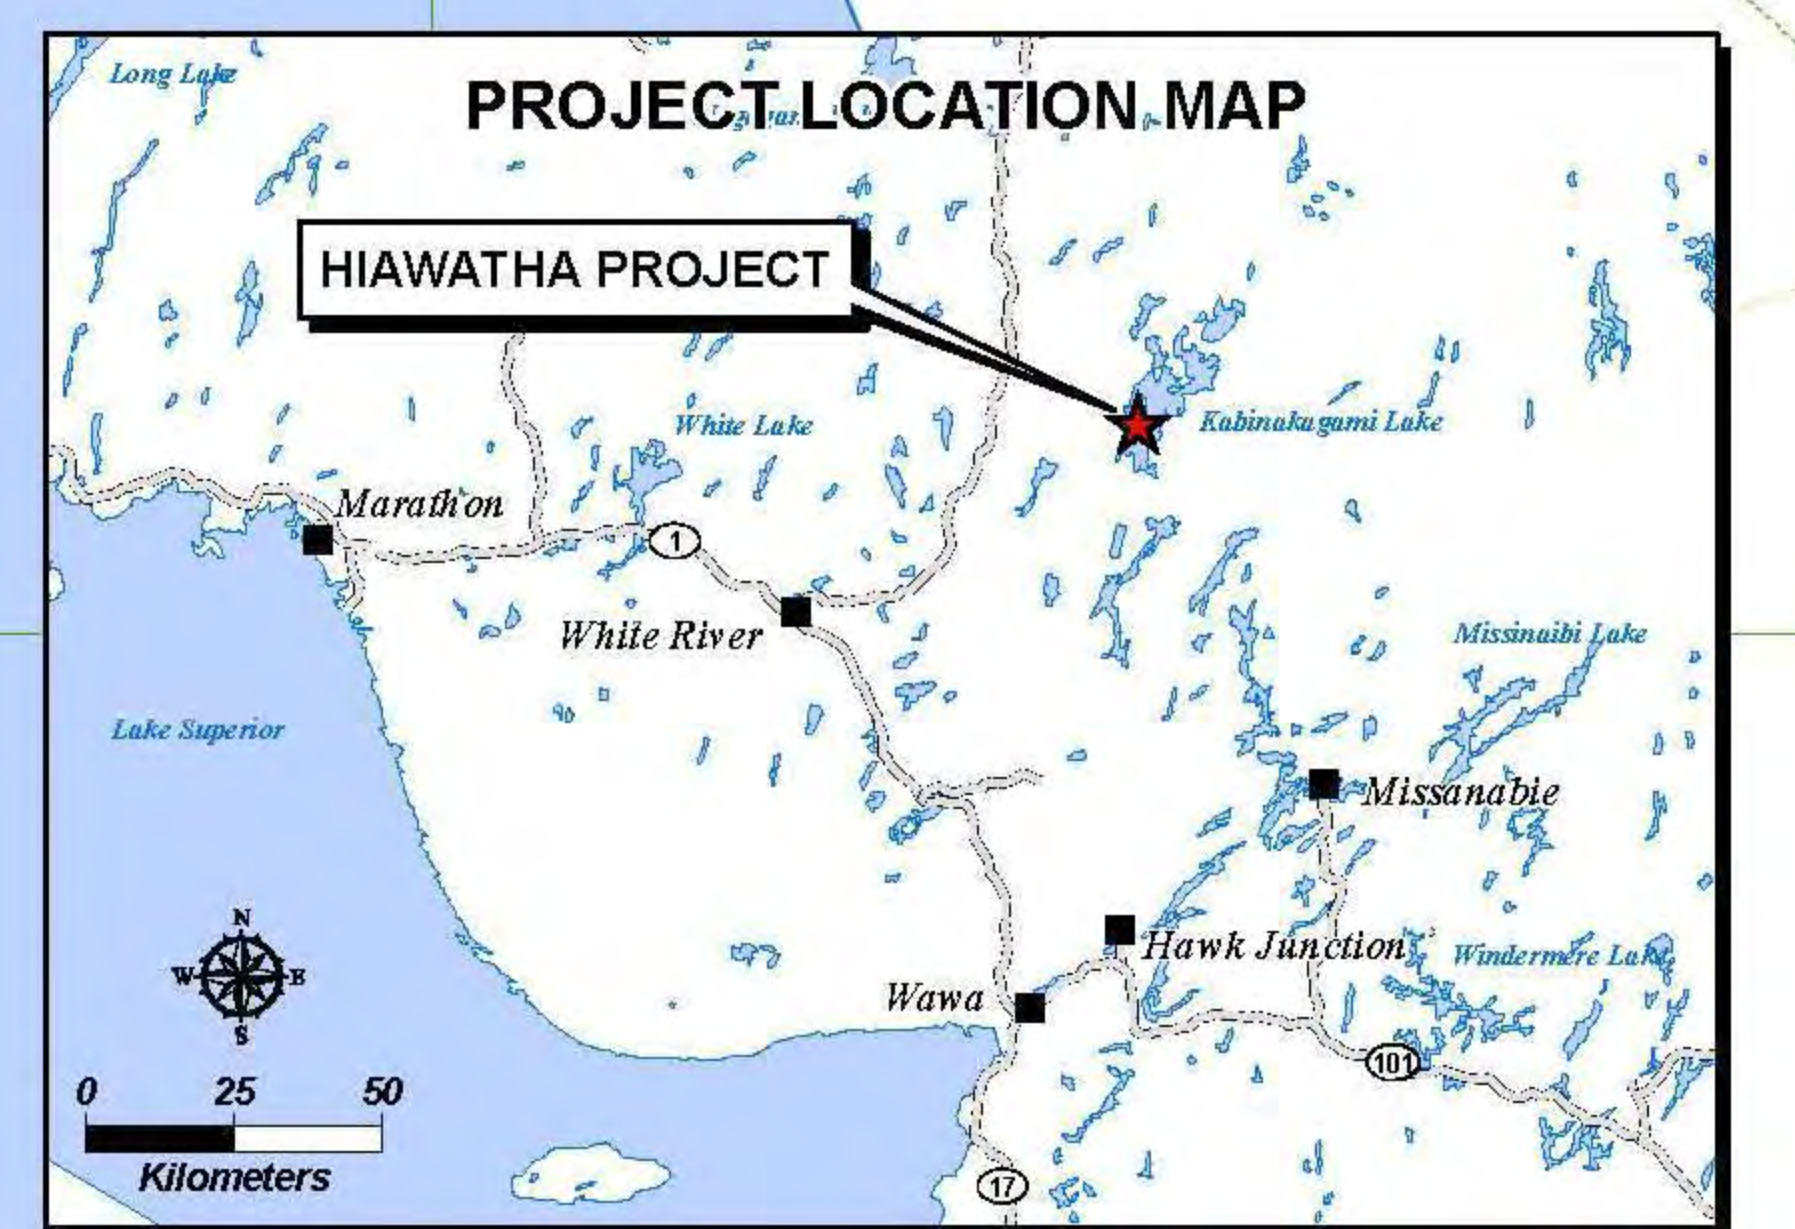 Long Lake
PROJECT LOCATION MAP
HIAWATHA PROJECT
White Lake
Kabinakagami Lake
Marathon
1
White River
Missinaibi Lake
Lake Superior
Missanabie
N
W E
S
Hawk Junction
Windermere Lake
Wawa
101
0 25 50
Kilometers
17